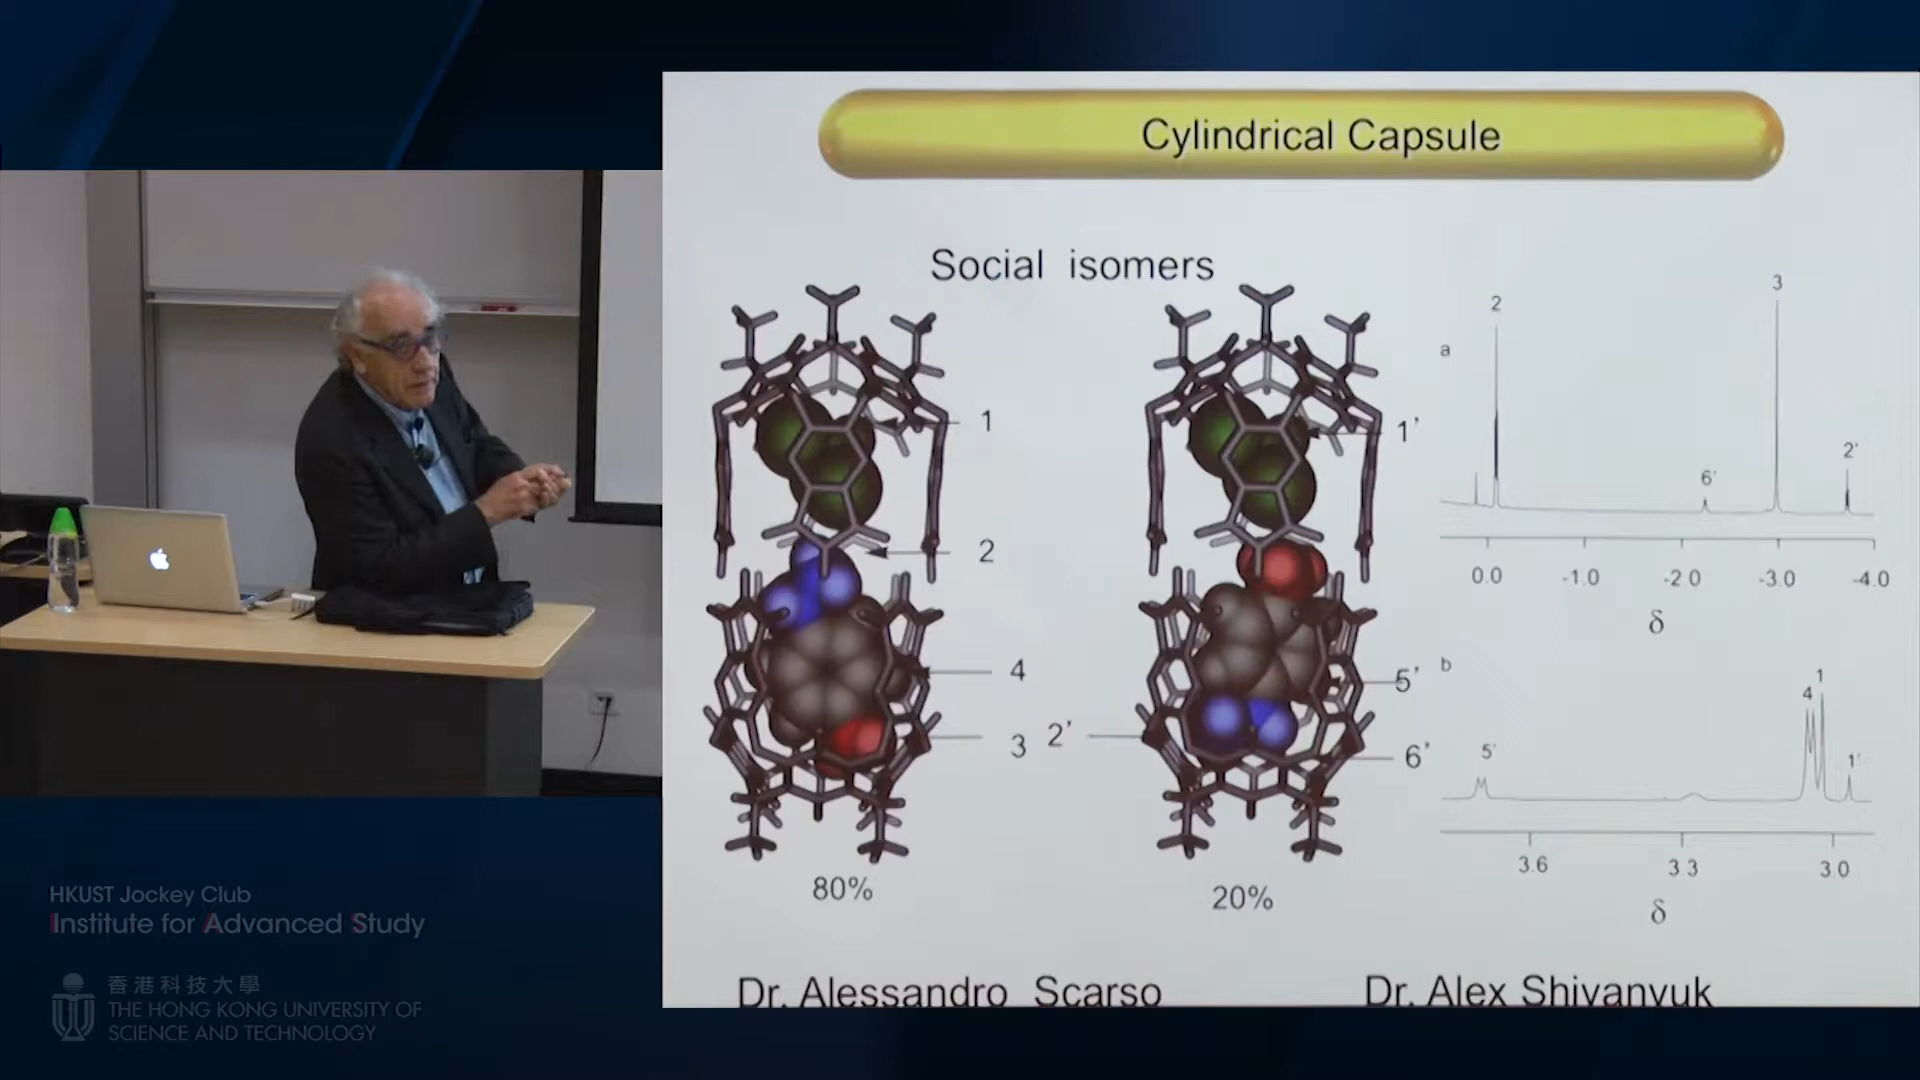 Cylindrical Capsule
Social isomers
1
2
4
3
80%
1'
5'
2'
6'
20%
a
2
6'
3
2'
0.0 -1.0 -2.0 -3.0 -4.0
δ
b
5'
4
1
1'
3.6 3.3 3.0
δ
Dr. Alessandro Scarso
Dr. Alex Shivanyuk
HKUST Jockey Club
Institute for Advanced Study
香港科技大學
THE HONG KONG UNIVERSITY OF
SCIENCE AND TECHNOLOGY